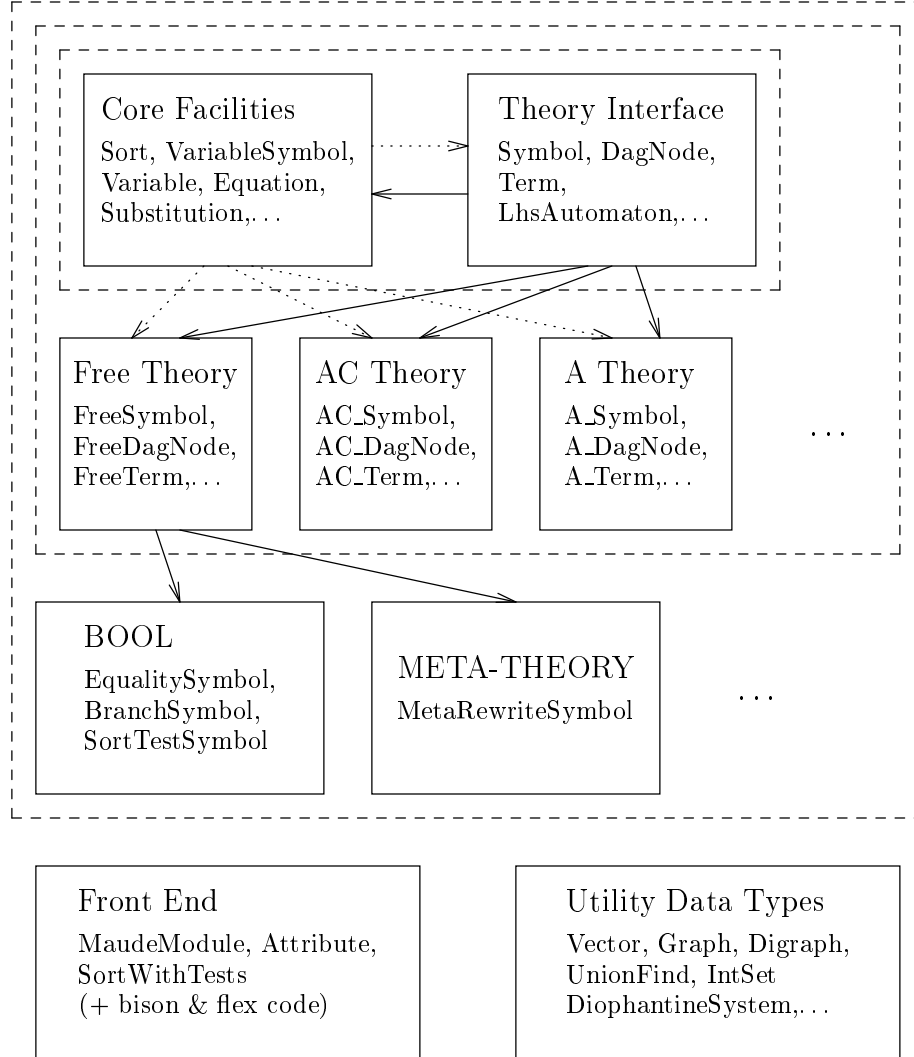 Core Facilities
Sort, VariableSymbol,
Variable, Equation,
Substitution,...
Theory Interface
Symbol, DagNode,
Term,
LhsAutomaton,...
Free Theory
FreeSymbol,
FreeDagNode,
FreeTerm,...
AC Theory
AC_Symbol,
AC_DagNode,
AC_Term,...
A Theory
A_Symbol,
A_DagNode,
A_Term,...
...
BOOL
EqualitySymbol,
BranchSymbol,
SortTestSymbol
META-THEORY
MetaRewriteSymbol
...
Front End
MaudeModule, Attribute,
SortWithTests
(+ bison & flex code)
Utility Data Types
Vector, Graph, Digraph,
UnionFind, IntSet
DiophantineSystem,...